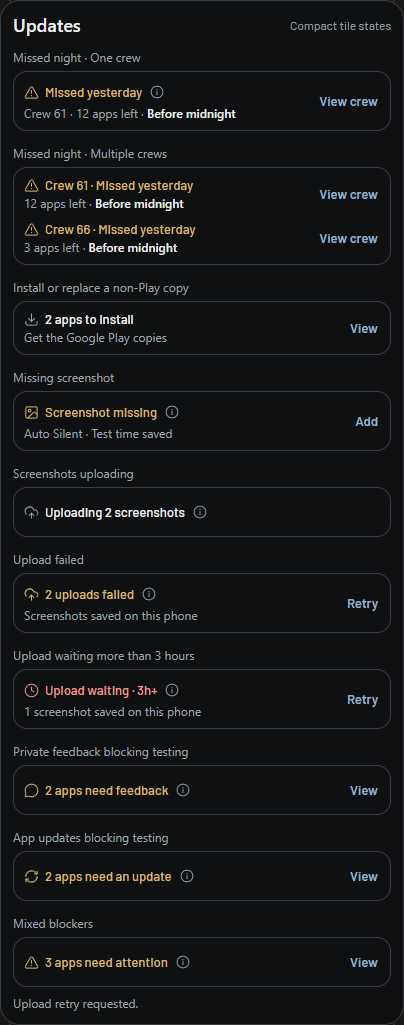 Updates
Compact tile states
Missed night · One crew
Missed yesterday
Crew 61 · 12 apps left · Before midnight
View crew
Missed night · Multiple crews
Crew 61 · Missed yesterday
12 apps left · Before midnight
View crew
Crew 66 · Missed yesterday
3 apps left · Before midnight
View crew
Install or replace a non-Play copy
2 apps to install
Get the Google Play copies
View
Missing screenshot
Screenshot missing
Auto Silent · Test time saved
Add
Screenshots uploading
Uploading 2 screenshots
Upload failed
2 uploads failed
Screenshots saved on this phone
Retry
Upload waiting more than 3 hours
Upload waiting · 3h+
1 screenshot saved on this phone
Retry
Private feedback blocking testing
2 apps need feedback
View
App updates blocking testing
2 apps need an update
View
Mixed blockers
3 apps need attention
View
Upload retry requested.